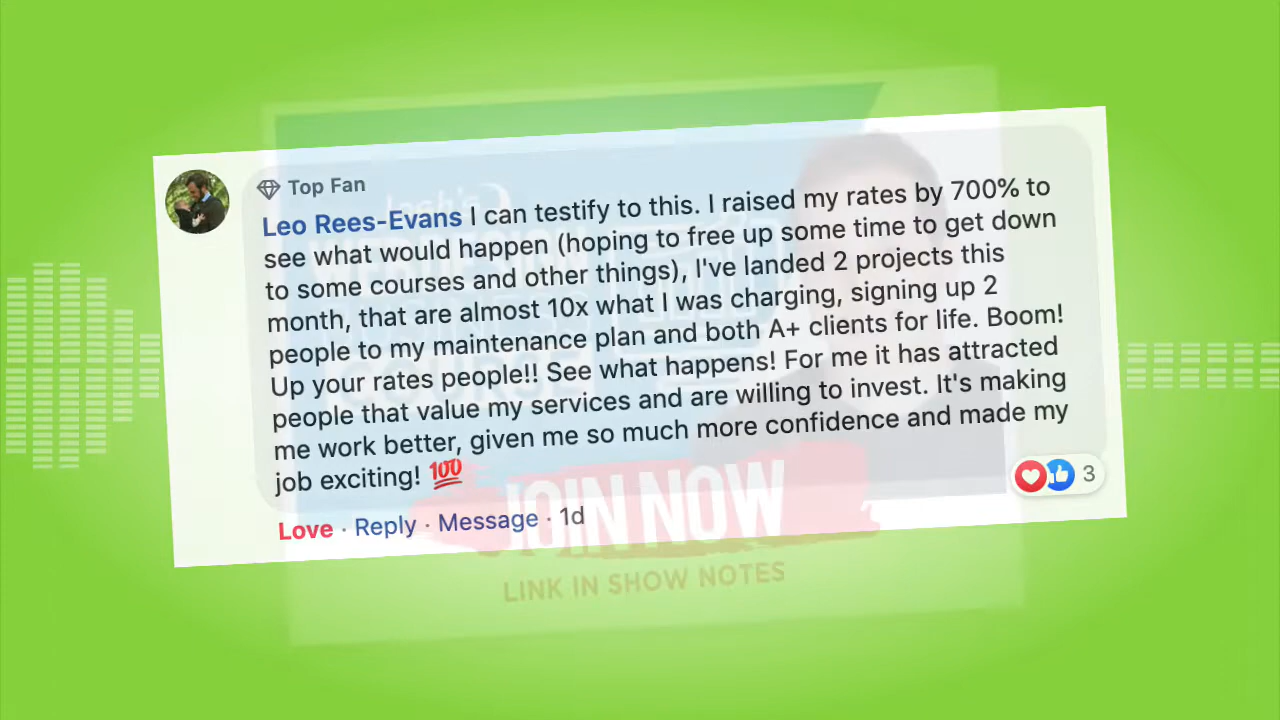 Top Fan
Leo Rees-Evans I can testify to this. I raised my rates by 700% to
see what would happen (hoping to free up some time to get down
to some courses and other things), I've landed 2 projects this
month, that are almost 10x what I was charging, signing up 2
people to my maintenance plan and both A+ clients for life. Boom!
Up your rates people!! See what happens! For me it has attracted
people that value my services and are willing to invest. It's making
me work better, given me so much more confidence and made my
job exciting! 💯
3
Love · Reply · Message · 1d
JOIN NOW
LINK IN SHOW NOTES